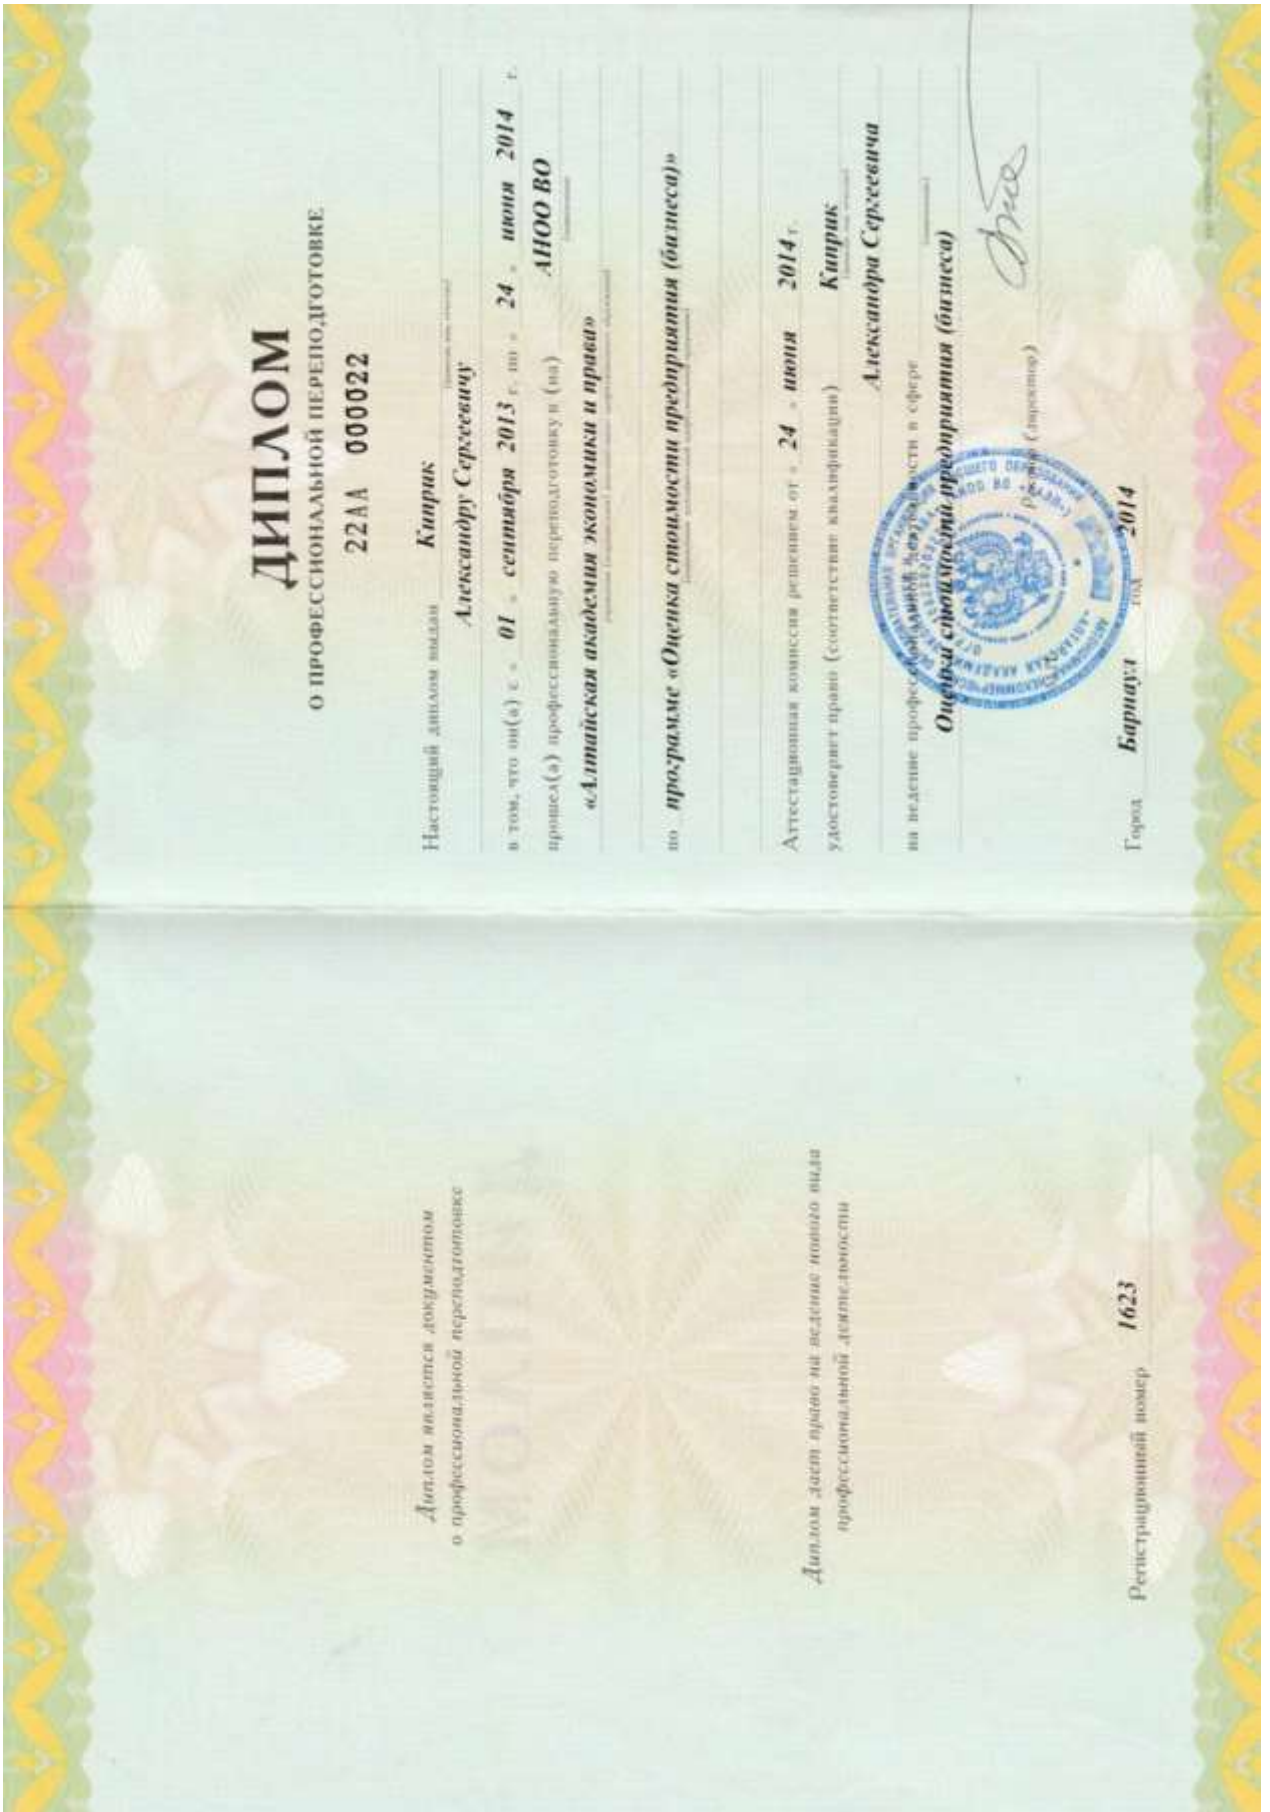 Диплом является документом
о профессиональной переподготовке
Диплом дает право на ведение нового вида
профессиональной деятельности
Регистрационный номер 1623
ДИПЛОМ
О ПРОФЕССИОНАЛЬНОЙ ПЕРЕПОДГОТОВКЕ
22АА 000022
Настоящий диплом выдан Киприк
Александру Сергеевичу
в том, что он(а) с « 01 » сентября 2013 г. по « 24 » июня 2014 г.
прошел(а) профессиональную переподготовку в (на) АНОО ВО
«Алтайская академия экономики и права»
по программе «Оценка стоимости предприятия (бизнеса)»
Аттестационная комиссия решением от « 24 » июня 2014 г.
удостоверяет право (соответствие квалификации) Киприк
Александра Сергеевича
на ведение профессиональной деятельности в сфере
Оценки стоимости предприятия (бизнеса)
Ректор (директор)
Город Барнаул год 2014